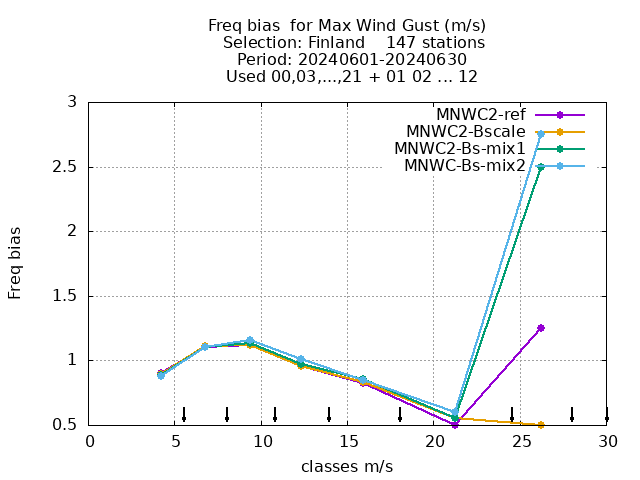 Freq bias  for Max Wind Gust (m/s)
Selection: Finland    147 stations
Period: 20240601-20240630
Used 00,03,...,21 + 01 02 ... 12
MNWC2-ref
MNWC2-Bscale
MNWC2-Bs-mix1
MNWC-Bs-mix2
3
2.5
2
1.5
1
0.5
Freq bias
0 5 10 15 20 25 30
classes m/s